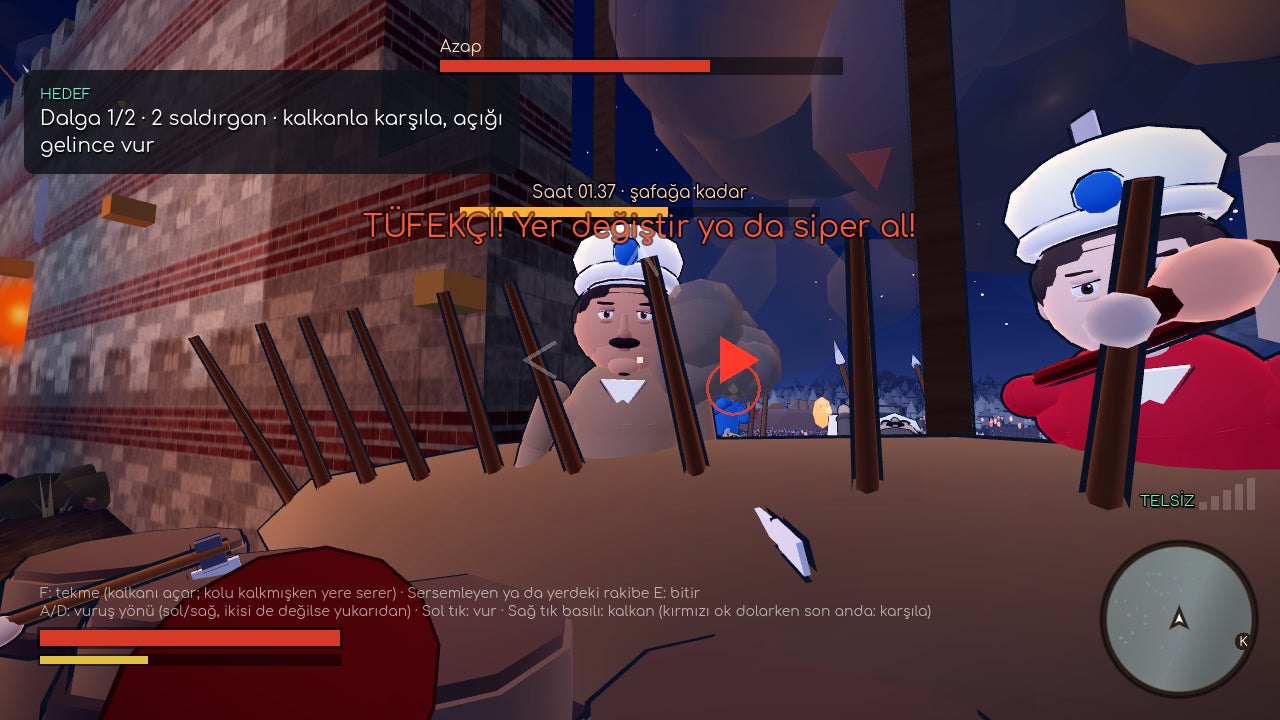 Azap
HEDEF
Dalga 1/2 · 2 saldırgan · kalkanla karşıla, açığı
gelince vur
Saat 01.37 · şafağa kadar
TÜFEKÇİ! Yer değiştir ya da siper al!
TELSİZ
F: tekme (kalkanı açar; kolu kalkmışken yere serer) · Sersemleyen ya da yerdeki rakibe E: bitir
A/D: vuruş yönü (sol/sağ, ikisi de değilse yukarıdan) · Sol tık: vur · Sağ tık basılı: kalkan (kırmızı ok dolarken son anda: karşıla)
K